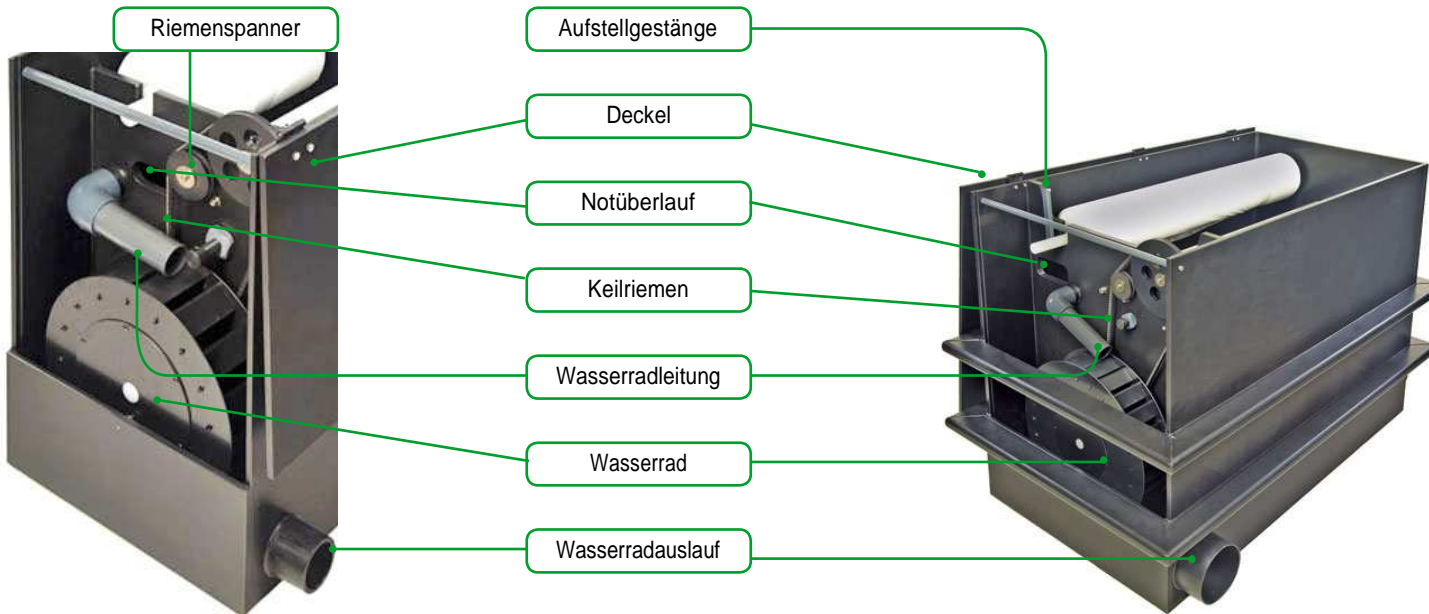 Riemenspanner
Aufstellgestänge
Deckel
Notüberlauf
Keilriemen
Wasserradleitung
Wasserrad
Wasserradauslauf